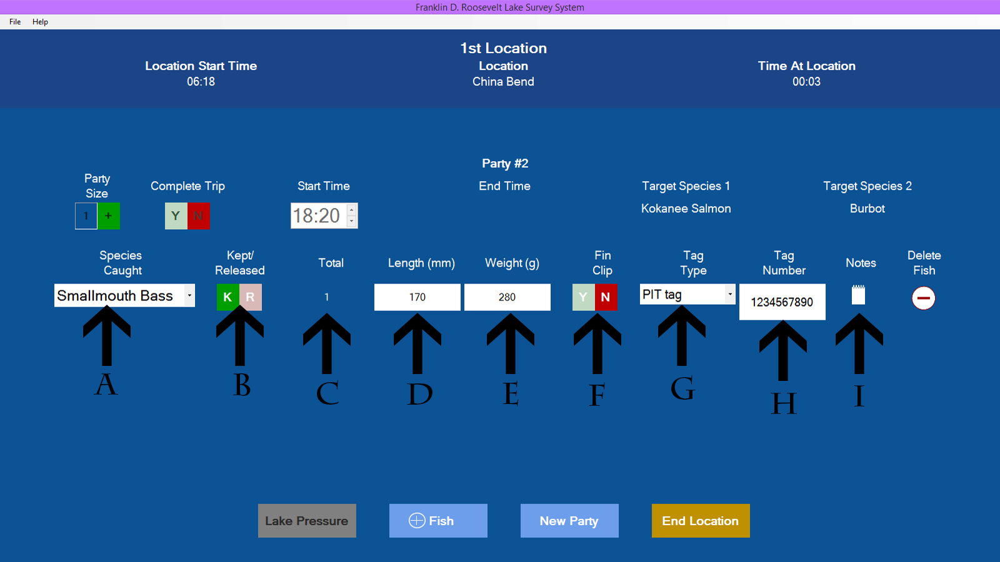 Franklin D. Roosevelt Lake Survey System
File Help
1st Location
Location Start Time Location Time At Location
06:18 China Bend 00:03
Party #2
Party
Size
Complete Trip Start Time End Time Target Species 1 Target Species 2
1 + Y N 18:20 Kokanee Salmon Burbot
Species
Caught
Kept/
Released
Total Length (mm) Weight (g)
Fin
Clip
Tag
Type
Tag
Number
Notes
Delete
Fish
Smallmouth Bass K R 1 170 280 Y N PIT tag 1234567890
A B C D E F G H I
Lake Pressure Fish New Party End Location